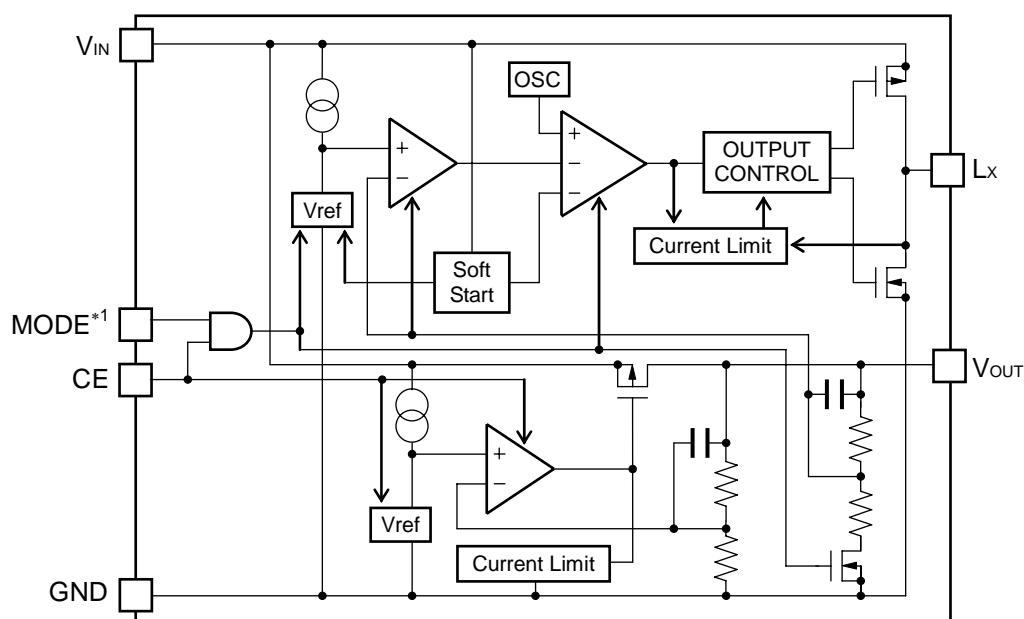 VIN
OSC
+
−
+
−
−
OUTPUT
CONTROL
LX
Vref
Current Limit
Soft
Start
MODE*1
CE
VOUT
+
−
Vref
Current Limit
GND